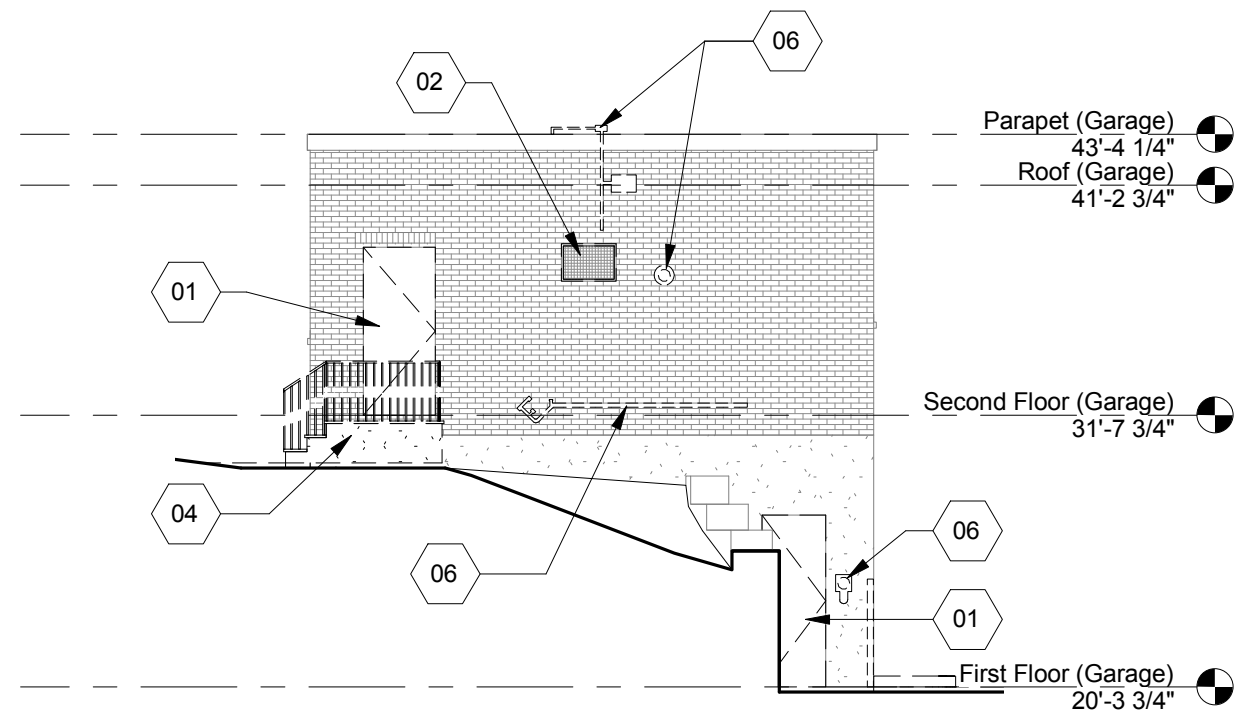 06
02
Parapet (Garage)
43'-4 1/4"
Roof (Garage)
41'-2 3/4"
01
Second Floor (Garage)
31'-7 3/4"
04
06
06
01
First Floor (Garage)
20'-3 3/4"